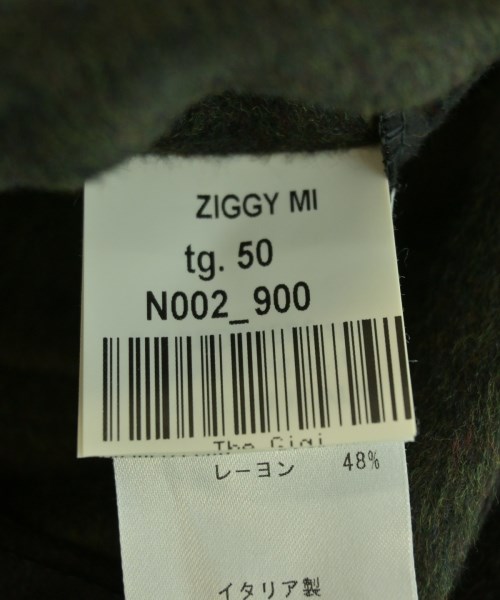 ZIGGY MI
tg. 50
N002_900
The Gigi
レーヨン 48%
イタリア製